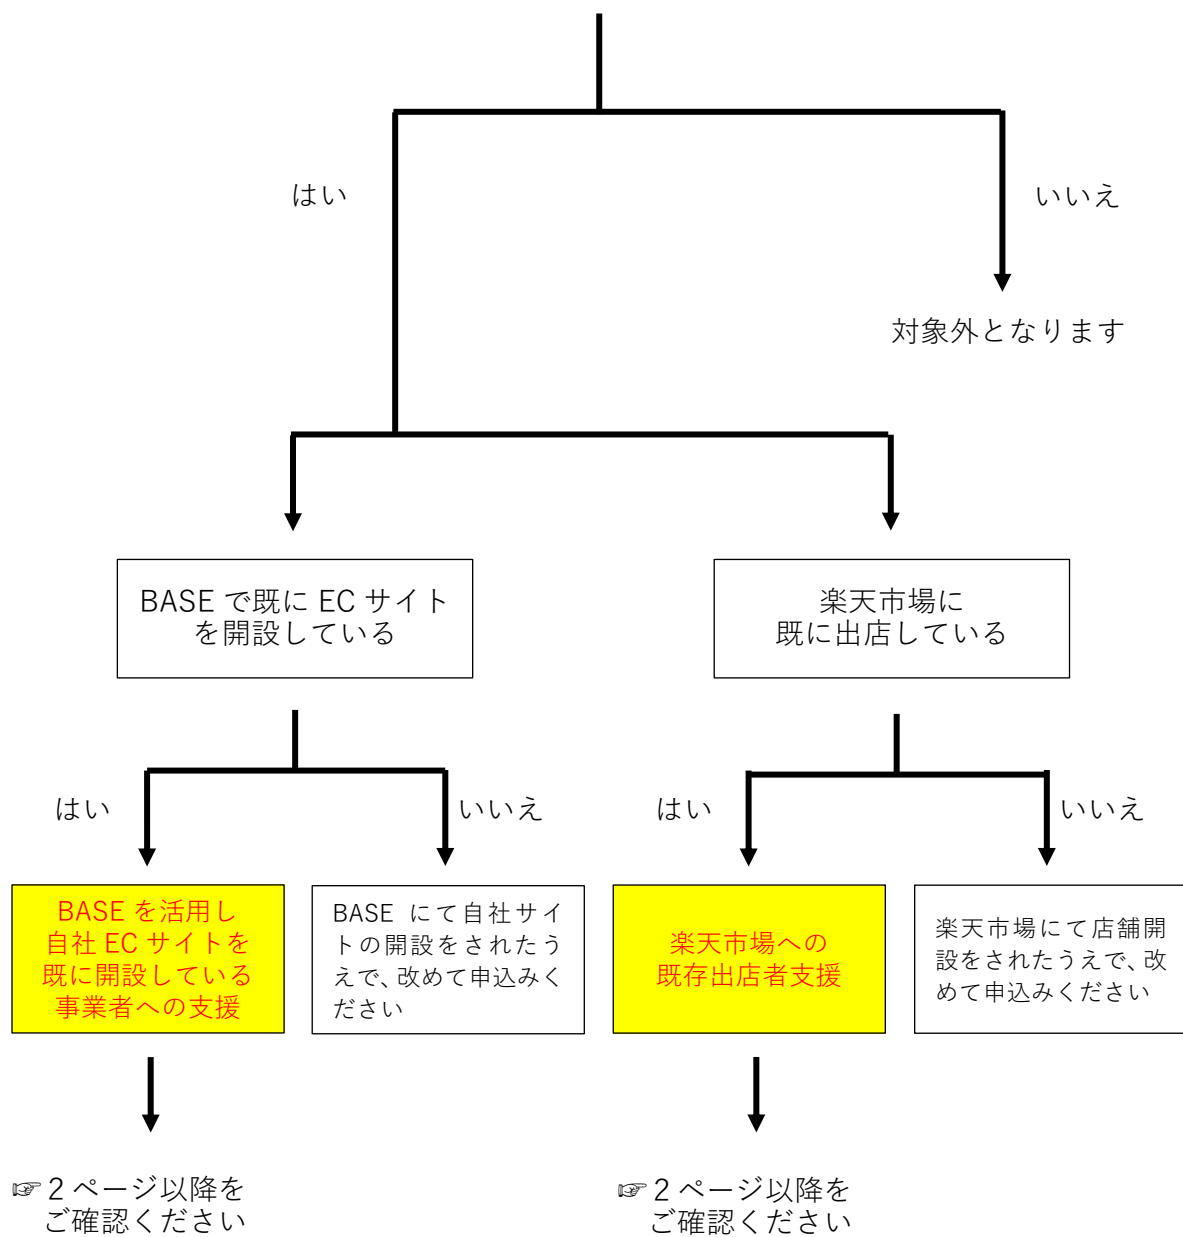 はい
いいえ
対象外となります
BASE で既に EC サイト
を開設している
楽天市場に
既に出店している
はい
いいえ
はい
いいえ
BASE を活用し
自社 EC サイトを
既に開設している
事業者への支援
BASE にて自社サイ
トの開設をされたう
えで、改めて申込みく
ださい
楽天市場への
既存出店者支援
楽天市場にて店舗開
設をされたうえで、改
めて申込みください
☞２ページ以降を
ご確認ください
☞２ページ以降を
ご確認ください